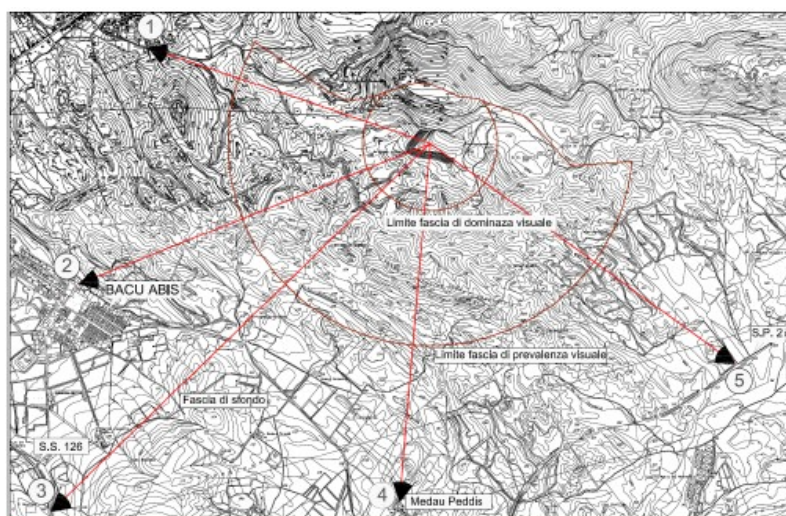 1
Limite fascia di dominaza visuale
2
BACU ABIS
S.P. 2
Limite fascia di prevalenza visuale
5
Fascia di sfondo
S.S. 126
3
4
Medau Peddis